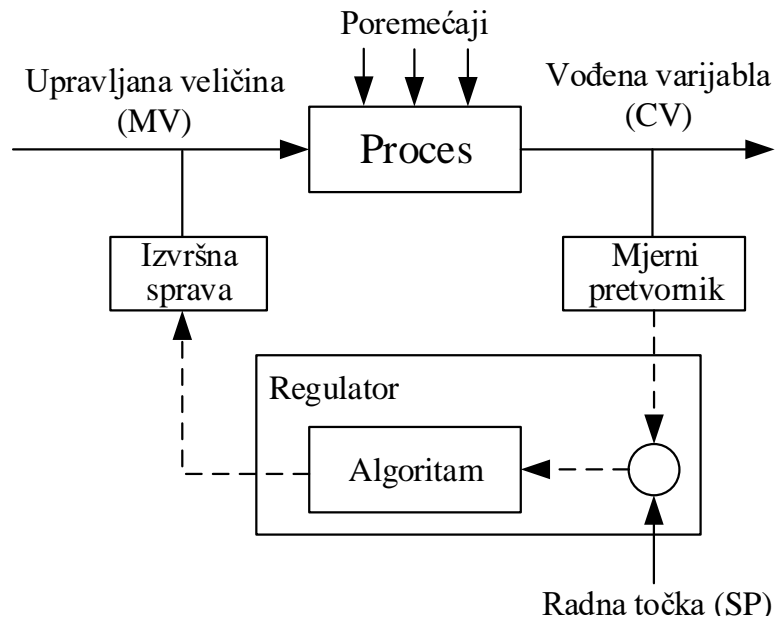 Poremećaji
Upravljana veličina
(MV)
Vođena varijabla
(CV)
Proces
Izvršna
sprava
Mjerni
pretvornik
Regulator
Algoritam
Radna točka (SP)